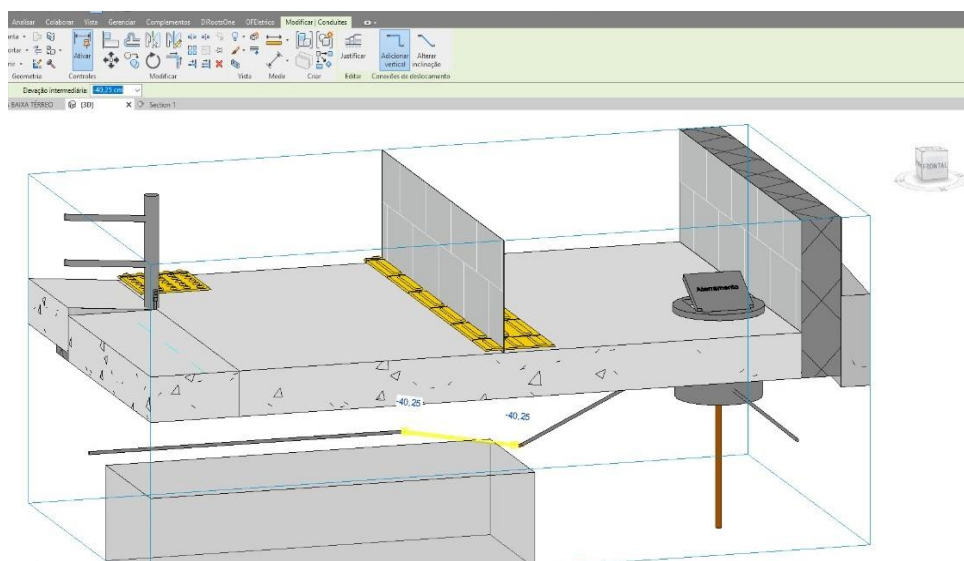 Analisar Colaborar Vista Gerenciar Complementos DiRootsOne OFEletrico Modificar | Conduites
Ativar
Justificar
Adicionar vertical
Alterar inclinação
Geometria Controles Modificar Vista Medir Criar Editar Conexões de deslocamento
Elevação intermediária: -40,25 cm
BAIXA TÉRREO {3D} Section 1
FRONTAL
Aterramento
-40,25
-40,25